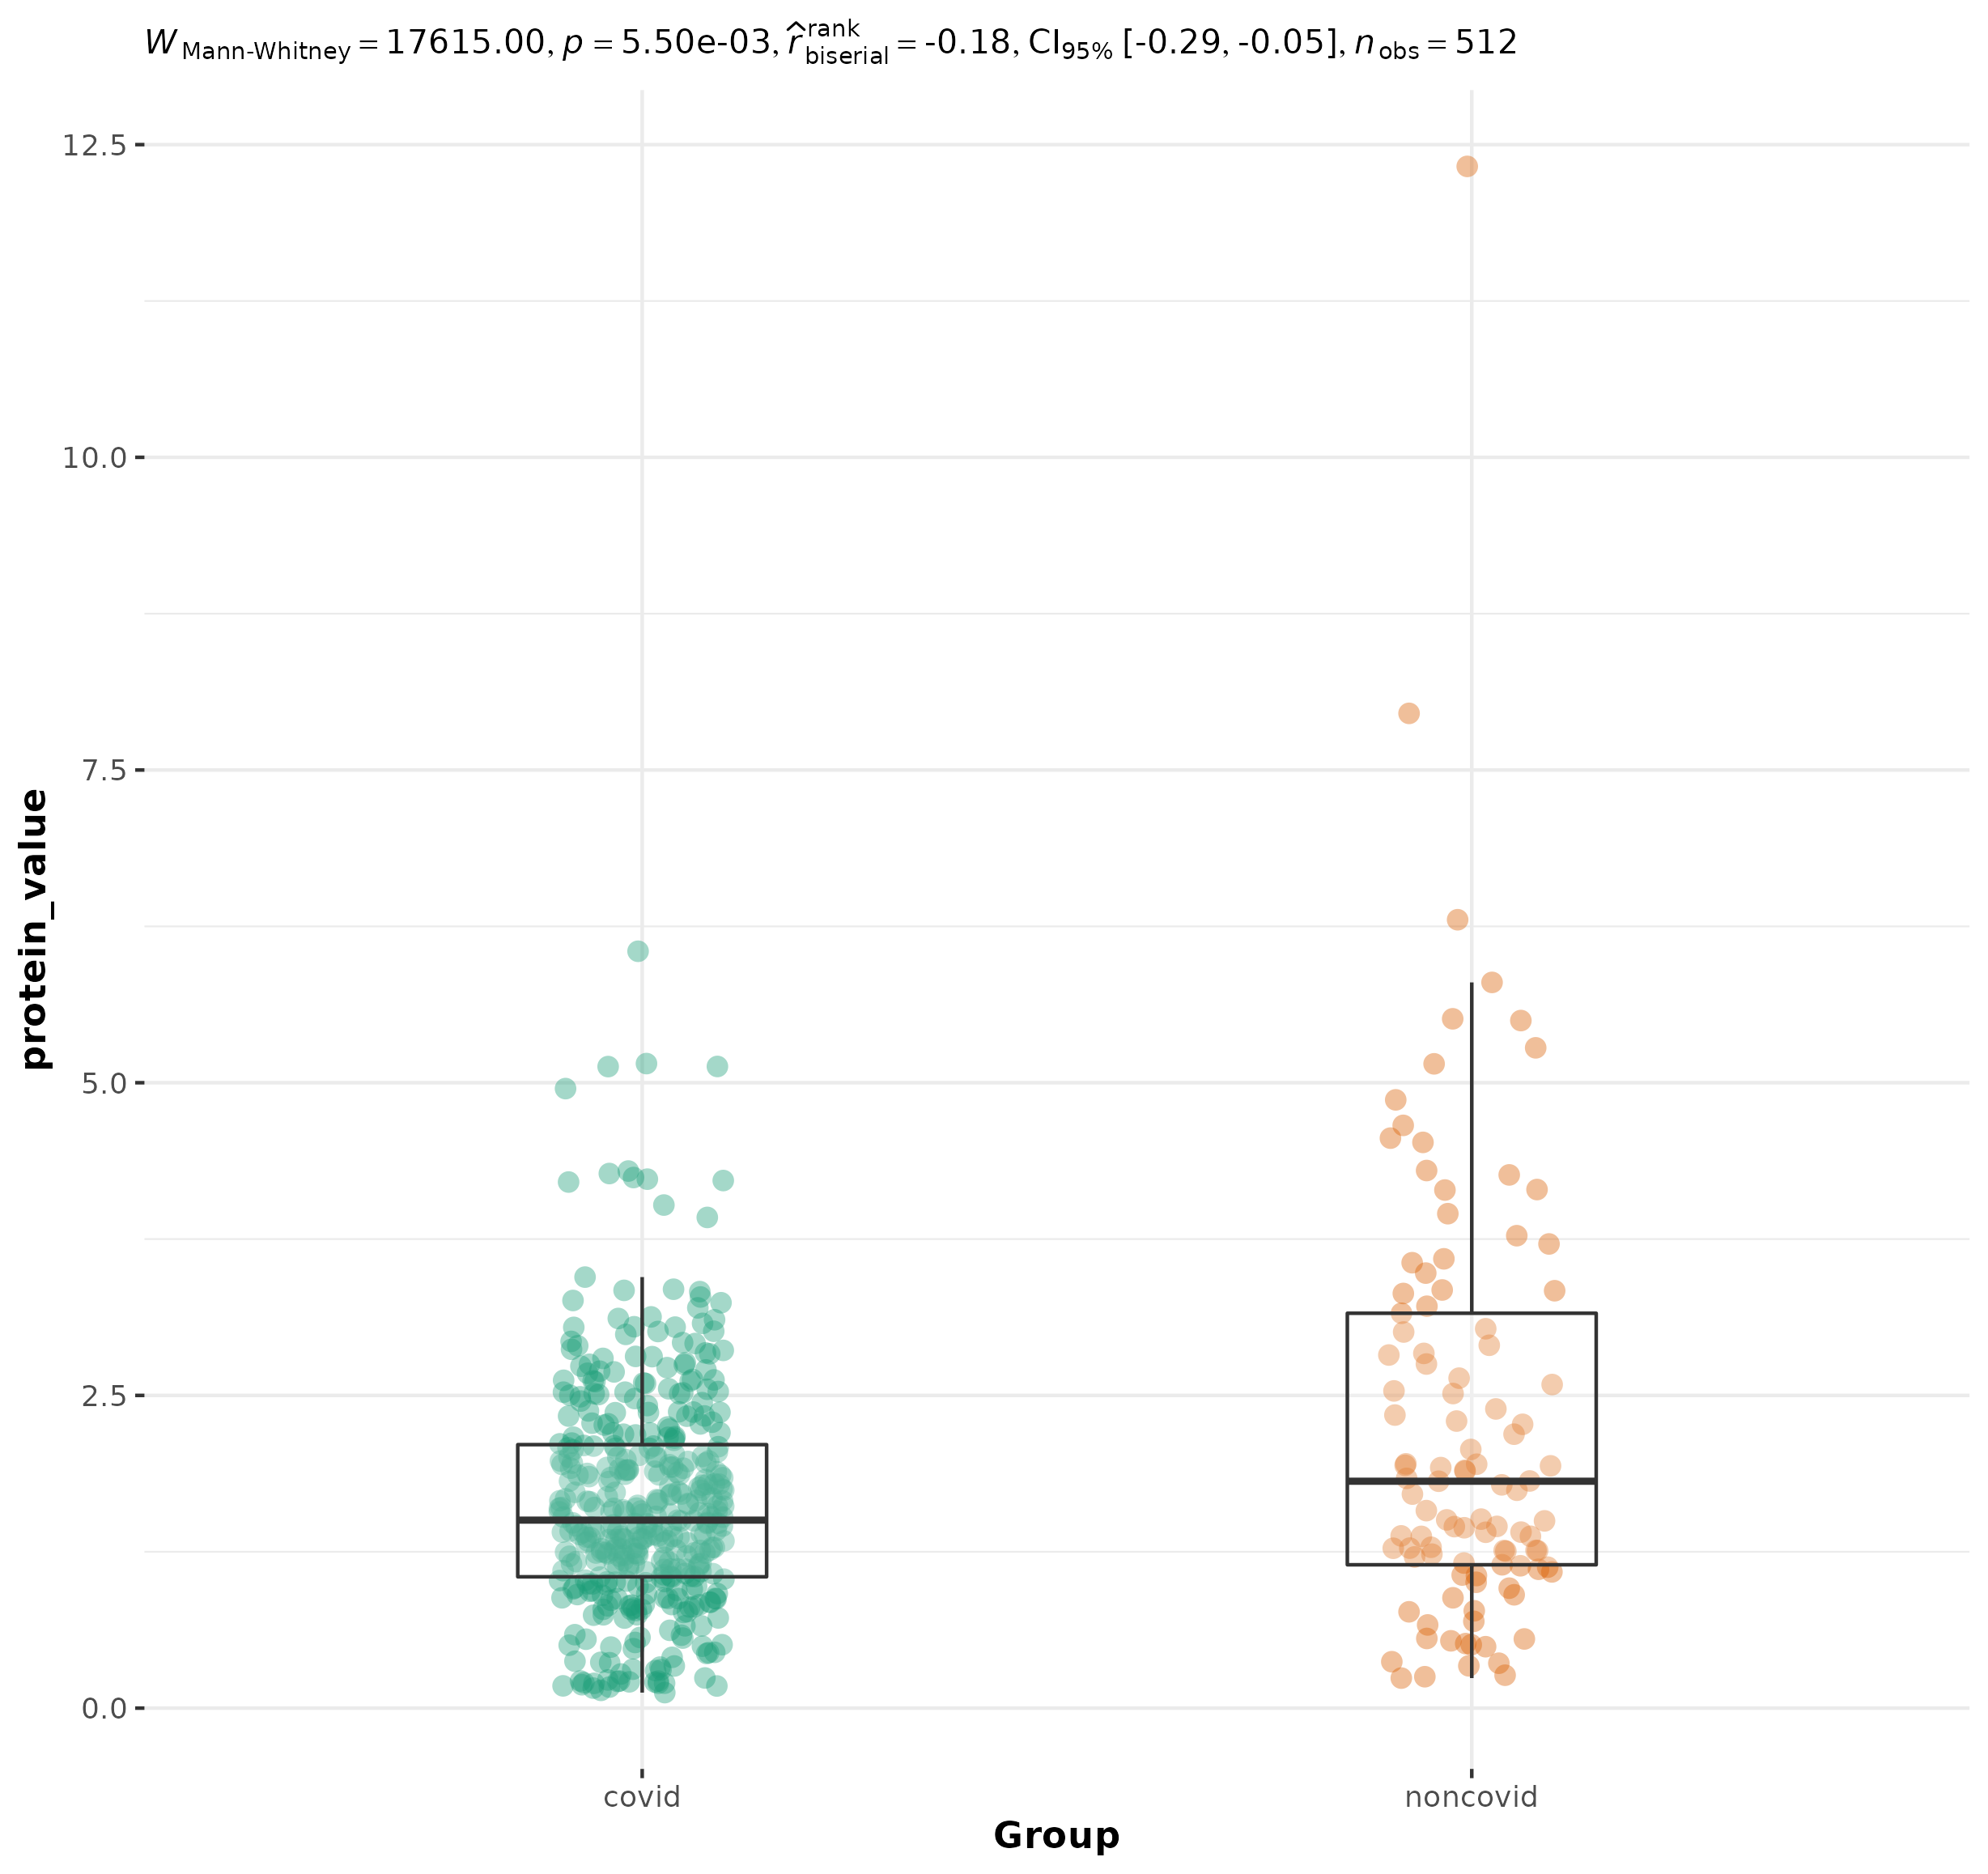 W Mann-Whitney = 17615.00, p = 5.50e-03, r̂ rank biserial = -0.18, CI95% [-0.29, -0.05], n obs = 512
12.5
10.0
7.5
5.0
2.5
0.0
protein_value
covid noncovid
Group